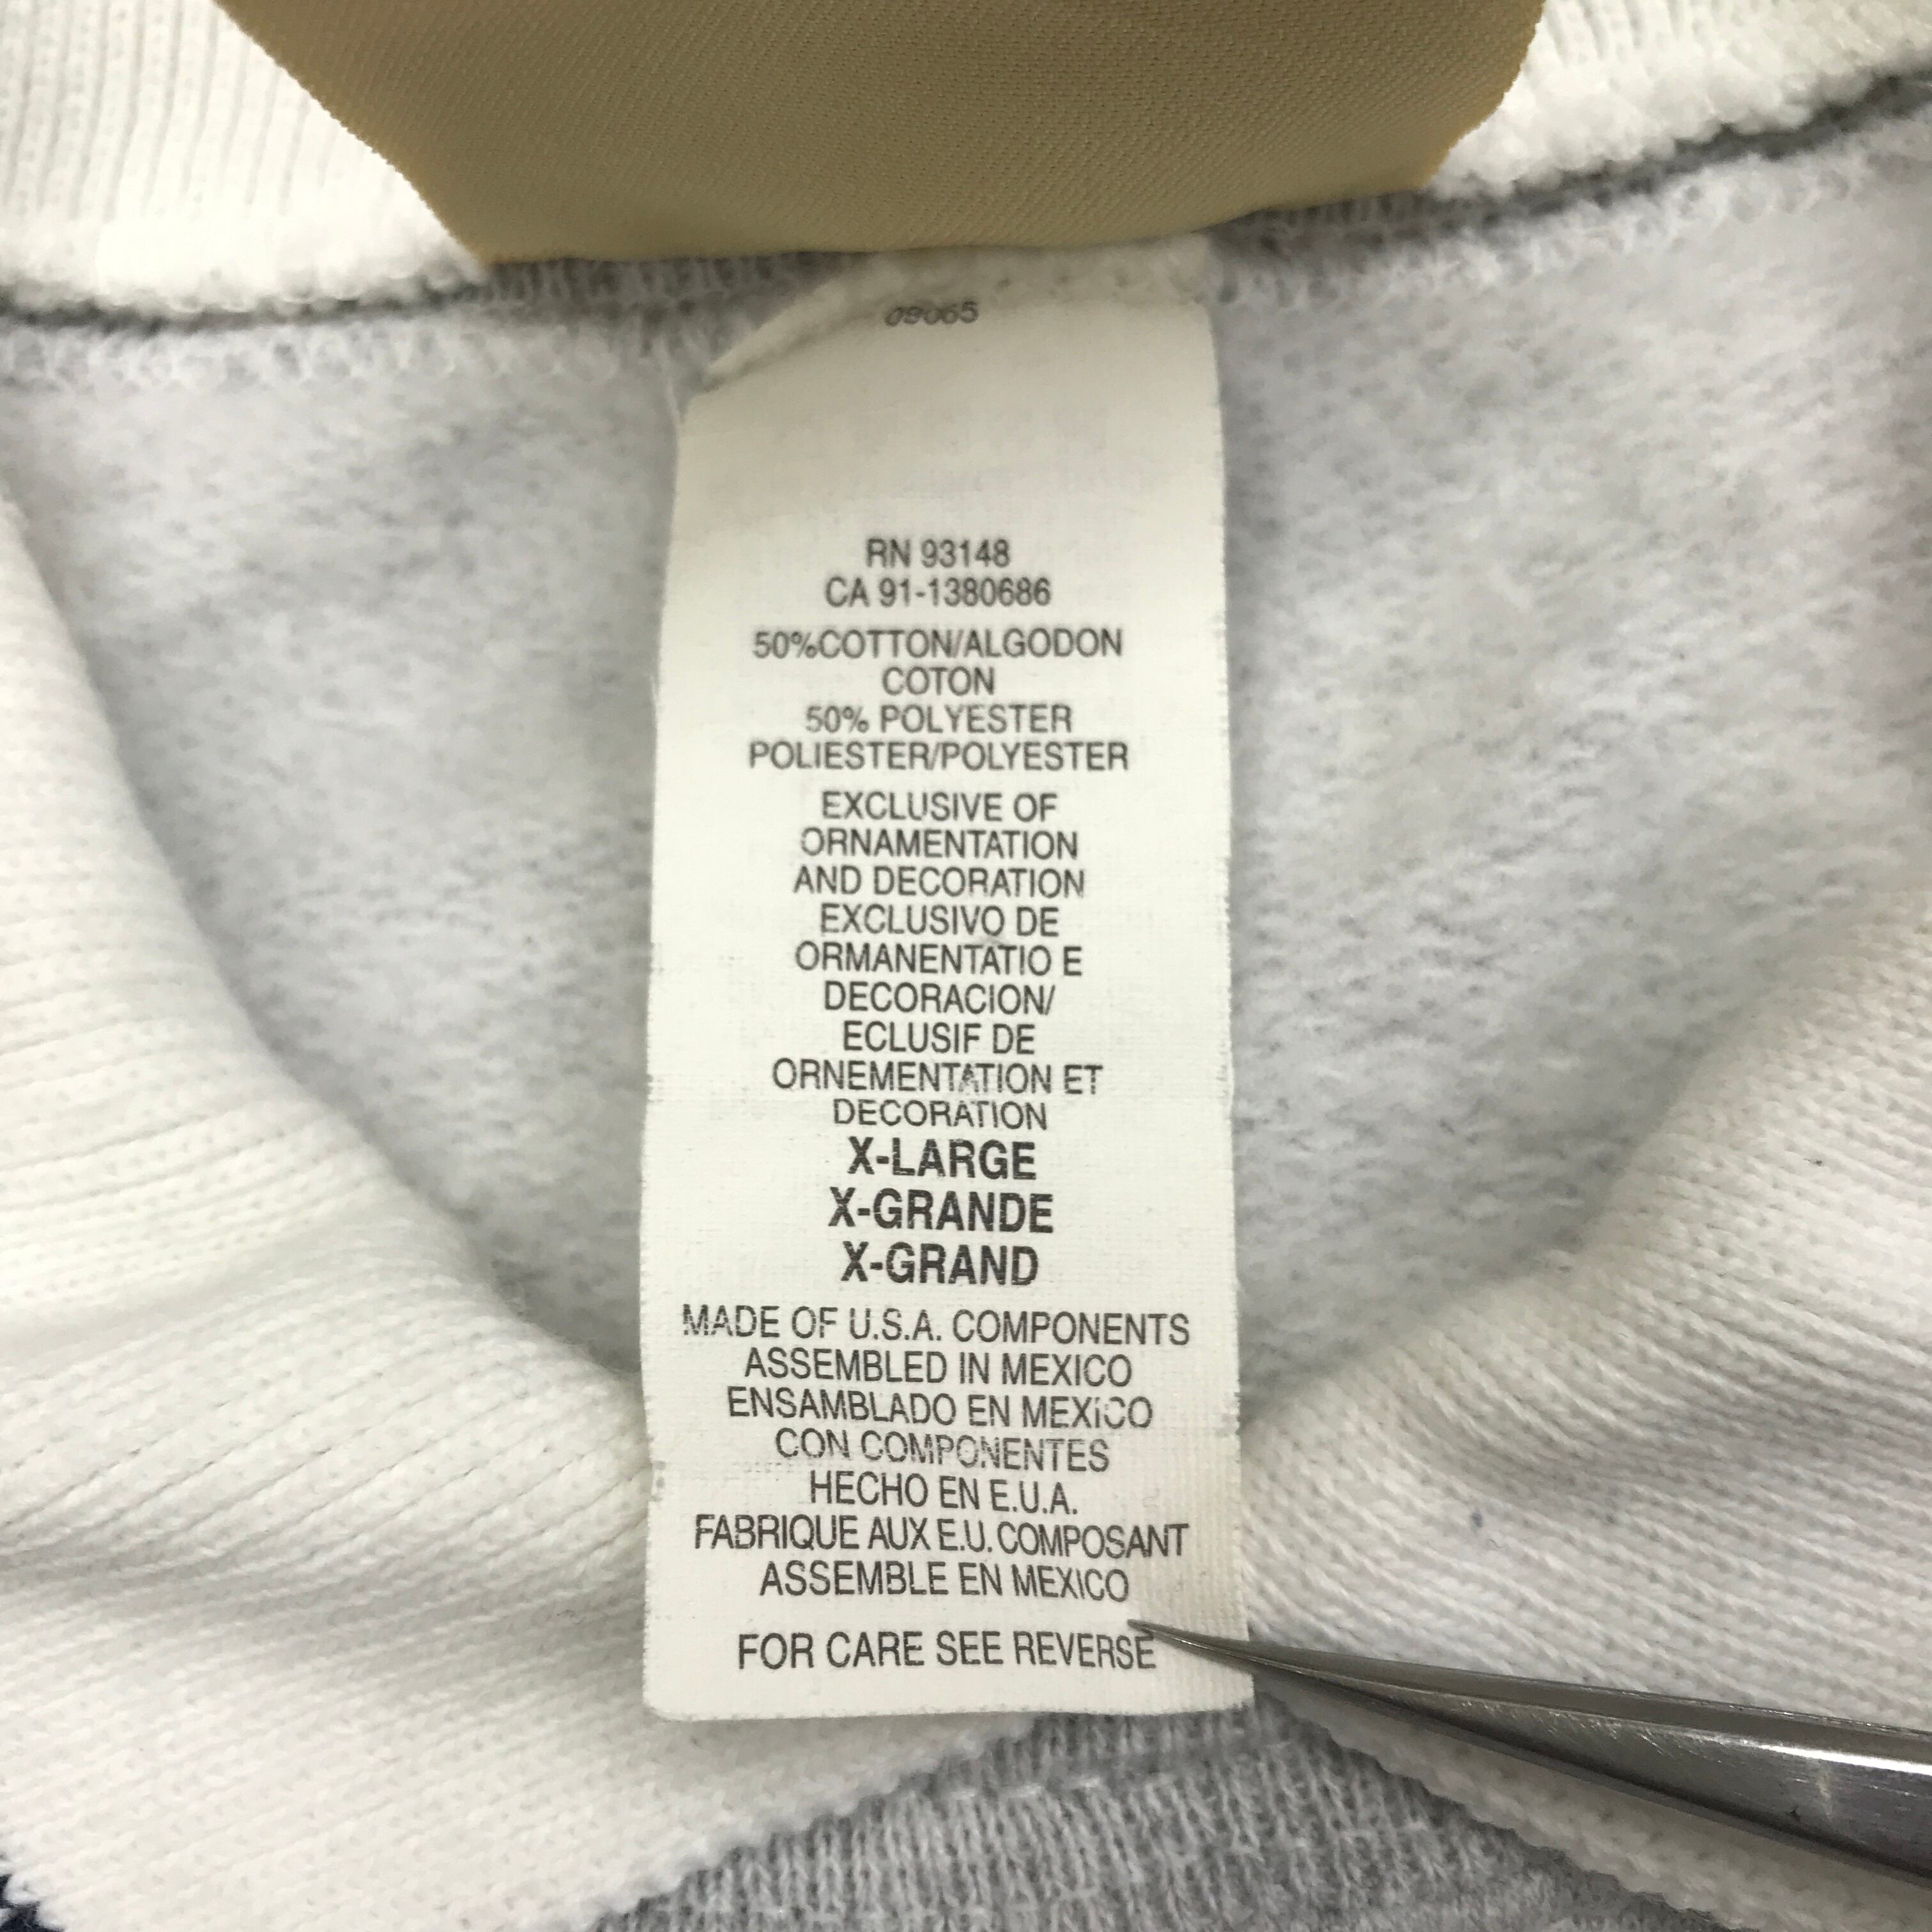 09065
RN 93148
CA 91-1380686
50%COTTON/ALGODON
COTON
50% POLYESTER
POLIESTER/POLYESTER
EXCLUSIVE OF
ORNAMENTATION
AND DECORATION
EXCLUSIVO DE
ORMANENTATIO E
DECORACION/
ECLUSIF DE
ORNEMENTATION ET
DECORATION
X-LARGE
X-GRANDE
X-GRAND
MADE OF U.S.A. COMPONENTS
ASSEMBLED IN MEXICO
ENSAMBLADO EN MEXICO
CON COMPONENTES
HECHO EN E.U.A.
FABRIQUE AUX E.U. COMPOSANT
ASSEMBLE EN MEXICO
FOR CARE SEE REVERSE